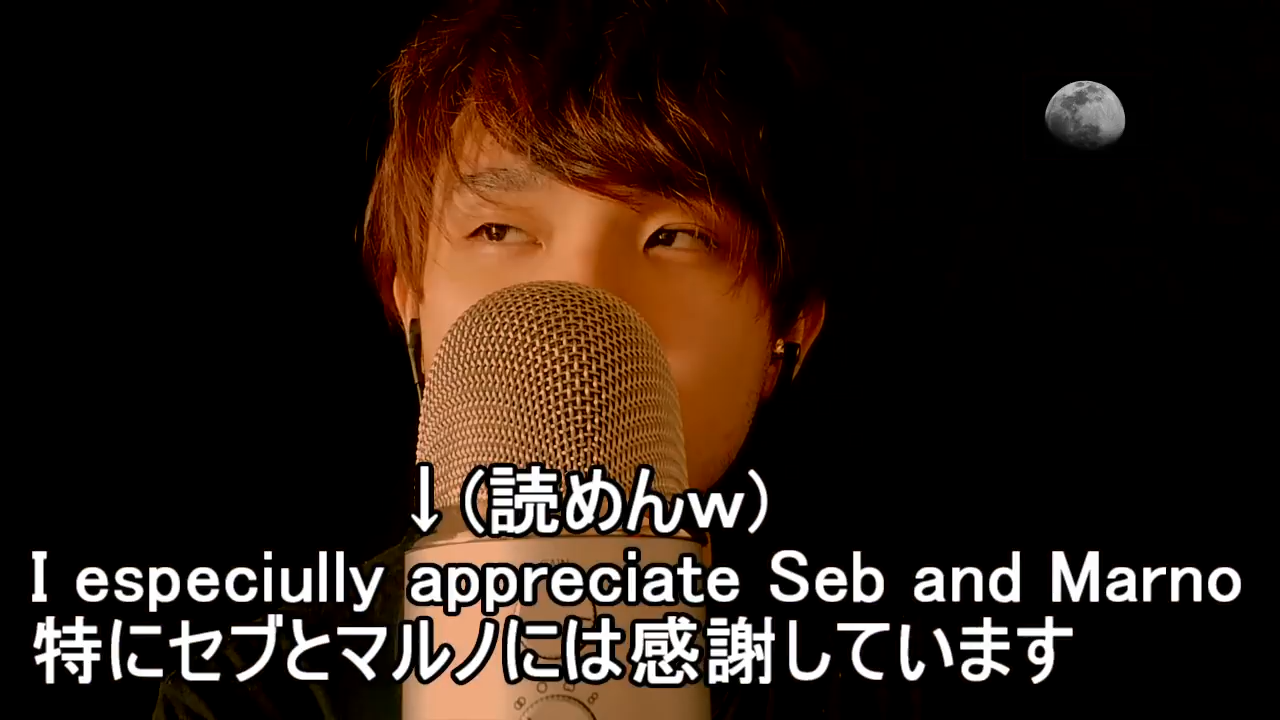 ↓(読めんw)
I especiully appreciate Seb and Marno
特にセブとマルノには感謝しています